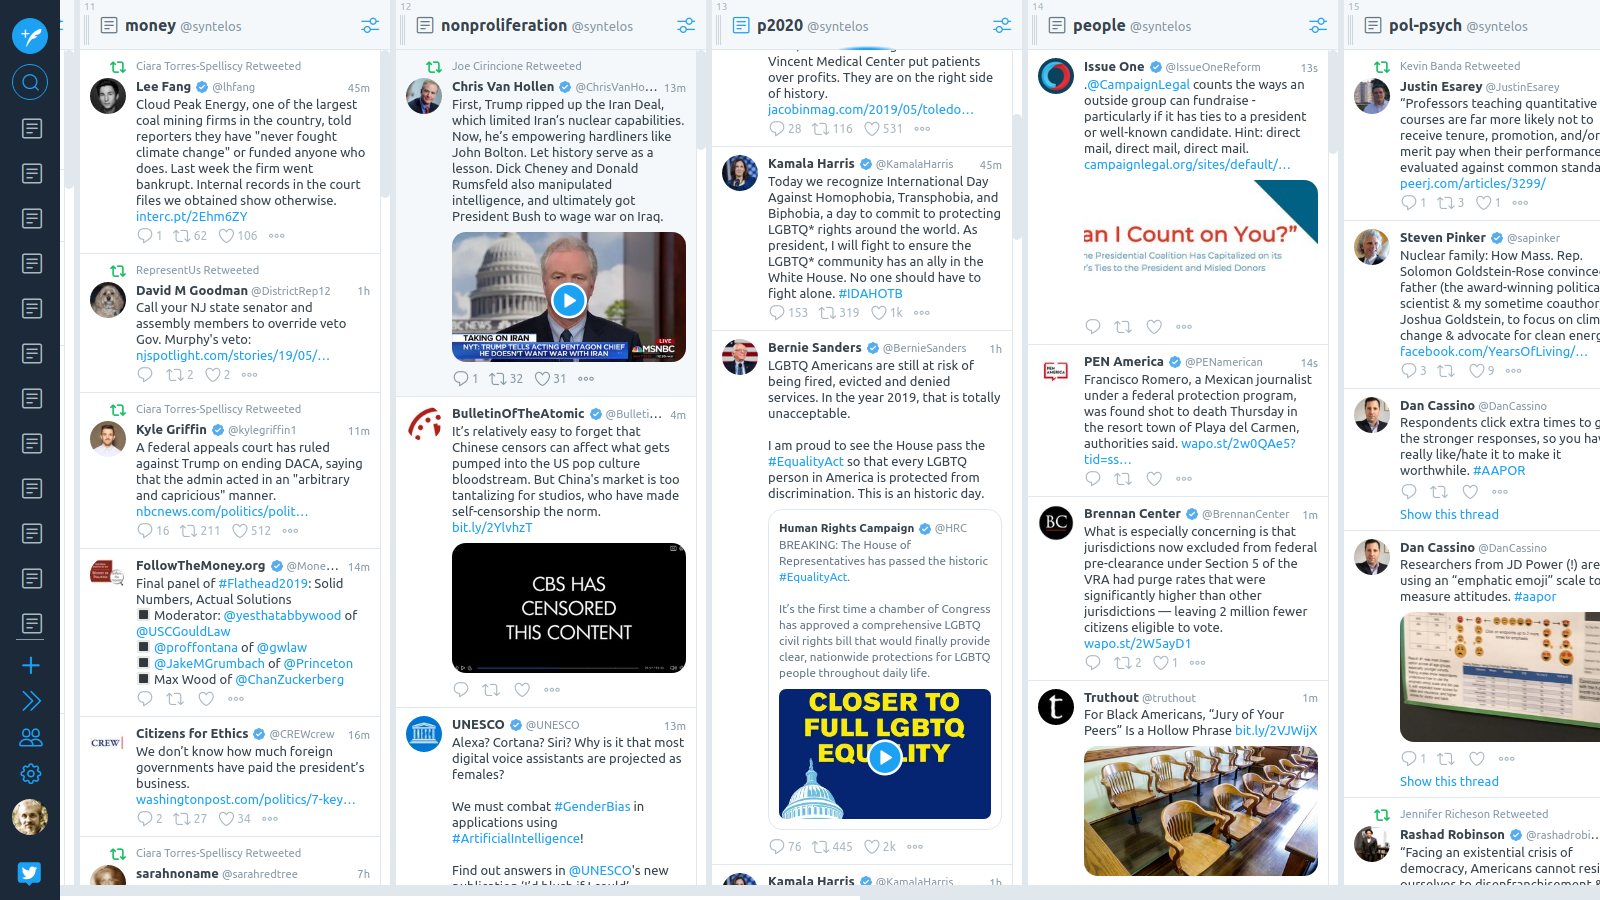 11
money @syntelos
Ciara Torres-Spelliscy Retweeted
Lee Fang @lhfang 45m
Cloud Peak Energy, one of the largest
coal mining firms in the country, told
reporters they have "never fought
climate change" or funded anyone who
does. Last week the firm went
bankrupt. Internal records in the court
files we obtained show otherwise.
interc.pt/2Ehm6ZY
1 62 106
RepresentUs Retweeted
David M Goodman @DistrictRep12 1h
Call your NJ state senator and
assembly members to override veto
Gov. Murphy's veto:
njspotlight.com/stories/19/05/…
2 2
Ciara Torres-Spelliscy Retweeted
Kyle Griffin @kylegriffin1 11m
A federal appeals court has ruled
against Trump on ending DACA, saying
that the admin acted in an "arbitrary
and capricious" manner.
nbcnews.com/politics/polit…
16 211 512
FollowTheMoney.org @Mone… 14m
Final panel of #Flathead2019: Solid
Numbers, Actual Solutions
Moderator: @yesthatabbywood of
@USCGouldLaw
@proffontana of @gwlaw
@JakeMGrumbach of @Princeton
Max Wood of @ChanZuckerberg
CREW
Citizens for Ethics @CREWcrew 16m
We don’t know how much foreign
governments have paid the president’s
business.
washingtonpost.com/politics/7-key…
2 27 34
Ciara Torres-Spelliscy Retweeted
sarahnoname @sarahredtree 7h
12
nonproliferation @syntelos
Joe Cirincione Retweeted
Chris Van Hollen @ChrisVanHo… 13m
First, Trump ripped up the Iran Deal,
which limited Iran’s nuclear capabilities.
Now, he’s empowering hardliners like
John Bolton. Let history serve as a
lesson. Dick Cheney and Donald
Rumsfeld also manipulated
intelligence, and ultimately got
President Bush to wage war on Iraq.
TAKING ON IRAN
LIVE
NYT: TRUMP TELLS ACTING PENTAGON CHIEF
HE DOESN'T WANT WAR WITH IRAN
MSNBC
1 32 31
BulletinOfTheAtomic @Bulleti… 4m
It’s relatively easy to forget that
Chinese censors can affect what gets
pumped into the US pop culture
bloodstream. But China's market is too
tantalizing for studios, who have made
self-censorship the norm.
bit.ly/2YlvhzT
CBS HAS
CENSORED
THIS CONTENT
UNESCO @UNESCO 13m
Alexa? Cortana? Siri? Why is it that most
digital voice assistants are projected as
females?
We must combat #GenderBias in
applications using
#ArtificialIntelligence!
Find out answers in @UNESCO's new
publication “I’d blush if I could”
13
p2020 @syntelos
Vincent Medical Center put patients
over profits. They are on the right side
of history.
jacobinmag.com/2019/05/toledo…
28 116 531
Kamala Harris @KamalaHarris 45m
Today we recognize International Day
Against Homophobia, Transphobia, and
Biphobia, a day to commit to protecting
LGBTQ* rights around the world. As
president, I will fight to ensure the
LGBTQ* community has an ally in the
White House. No one should have to
fight alone. #IDAHOTB
153 319 1k
Bernie Sanders @BernieSanders 1h
LGBTQ Americans are still at risk of
being fired, evicted and denied
services. In the year 2019, that is totally
unacceptable.
I am proud to see the House pass the
#EqualityAct so that every LGBTQ
person in America is protected from
discrimination. This is an historic day.
Human Rights Campaign @HRC
BREAKING: The House of
Representatives has passed the historic
#EqualityAct.
It’s the first time a chamber of Congress
has approved a comprehensive LGBTQ
civil rights bill that would finally provide
clear, nationwide protections for LGBTQ
people throughout daily life.
CLOSER TO
FULL LGBTQ
EQUALITY
76 445 2k
Kamala Harris @KamalaHarris 1h
14
people @syntelos
Issue One @IssueOneReform 13s
.@CampaignLegal counts the ways an
outside group can fundraise -
particularly if it has ties to a president
or well-known candidate. Hint: direct
mail, direct mail, direct mail.
campaignlegal.org/sites/default/…
an I Count on You?”
he Presidential Coalition Has Capitalized on its
r’s Ties to the President and Misled Donors
PEN AMERICA
PEN America @PENamerican 14s
Francisco Romero, a Mexican journalist
under a federal protection program,
was found shot to death Thursday in
the resort town of Playa del Carmen,
authorities said. wapo.st/2w0QAe5?
tid=ss…
BC
Brennan Center @BrennanCenter 1m
What is especially concerning is that
jurisdictions now excluded from federal
pre-clearance under Section 5 of the
VRA had purge rates that were
significantly higher than other
jurisdictions — leaving 2 million fewer
citizens eligible to vote.
wapo.st/2W5ayD1
2 1
t
Truthout @truthout 1m
For Black Americans, “Jury of Your
Peers” Is a Hollow Phrase bit.ly/2VJWijX
15
pol-psych @syntelos
Kevin Banda Retweeted
Justin Esarey @JustinEsarey
“Professors teaching quantitative
courses are far more likely not to
receive tenure, promotion, and/or
merit pay when their performance
evaluated against common standa
peerj.com/articles/3299/
1 3 1
Steven Pinker @sapinker
Nuclear family: How Mass. Rep.
Solomon Goldstein-Rose convince
father (the award-winning politica
scientist & my sometime coauthor
Joshua Goldstein, to focus on clim
change & advocate for clean energ
facebook.com/YearsOfLiving/…
3 9
Dan Cassino @DanCassino
Respondents click extra times to g
the stronger responses, so you hav
really like/hate it to make it
worthwhile. #AAPOR
Show this thread
Dan Cassino @DanCassino
Researchers from JD Power (!) are
using an “emphatic emoji” scale to
measure attitudes. #aapor
1
Show this thread
Jennifer Richeson Retweeted
Rashad Robinson @rashadrobi…
“Facing an existential crisis of
democracy, Americans cannot resi
ourselves to disenfranchisement &